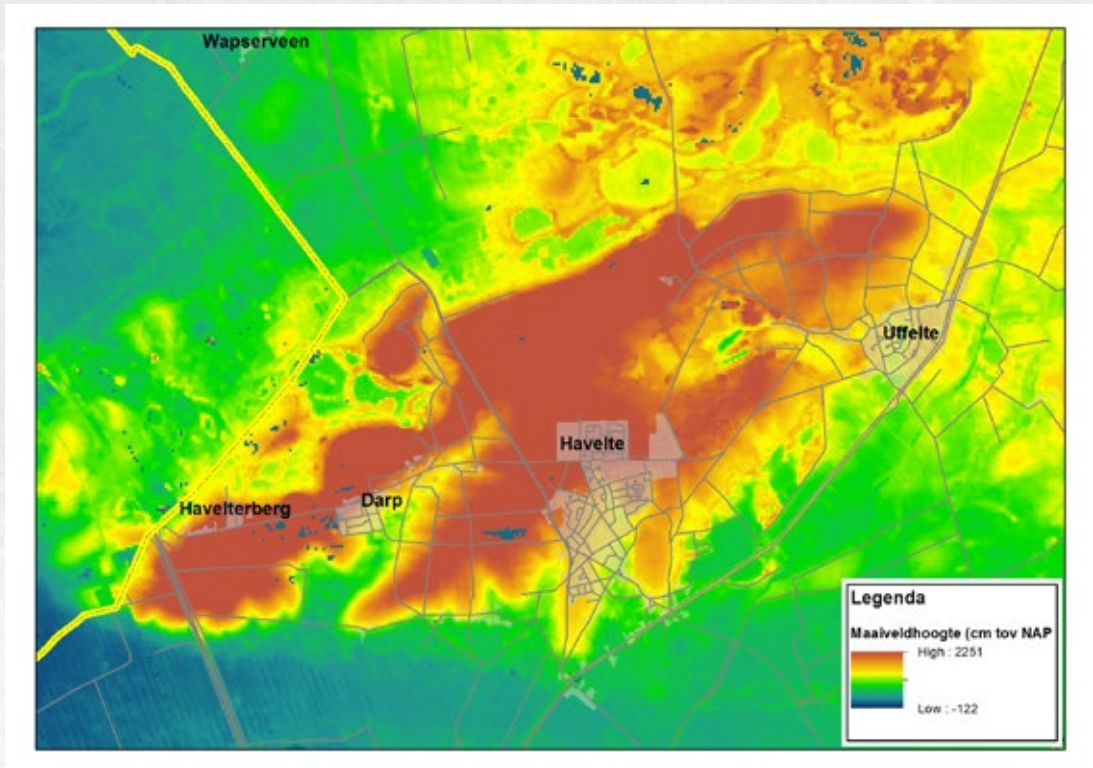 Wapserveen
Uffelte
Havelte
Darp
Havelterberg
Legenda
Maaiveldhoogte (cm tov NAP
High : 2251
Low : -122